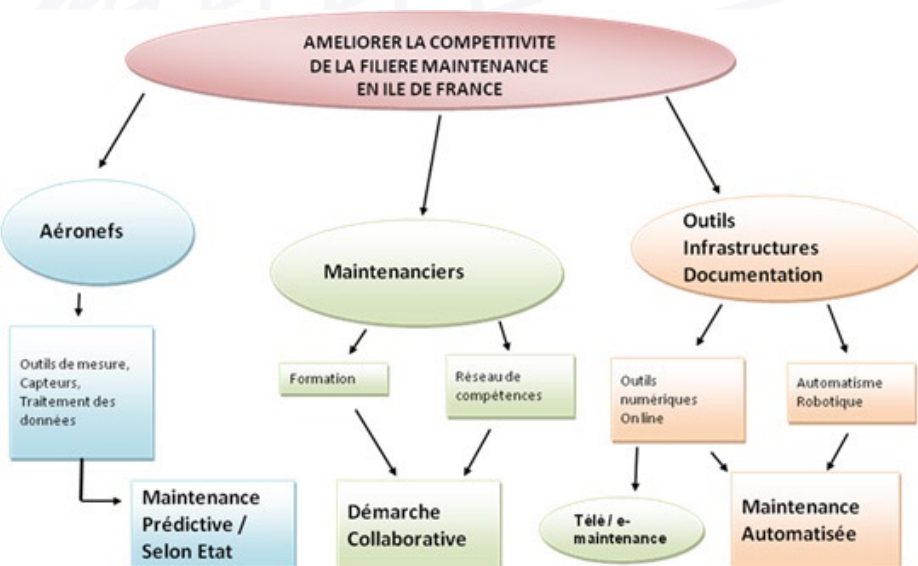 AMELIORER LA COMPETITIVITE
DE LA FILIERE MAINTENANCE
EN ILE DE FRANCE
Aéronefs
Maintenanciers
Outils
Infrastructures
Documentation
Outils de mesure,
Capteurs,
Traitement des
données
Formation
Réseau de
compétences
Outils
numériques
On line
Automatisme
Robotique
Maintenance
Prédictive /
Selon Etat
Démarche
Collaborative
Télé / e-
maintenance
Maintenance
Automatisée